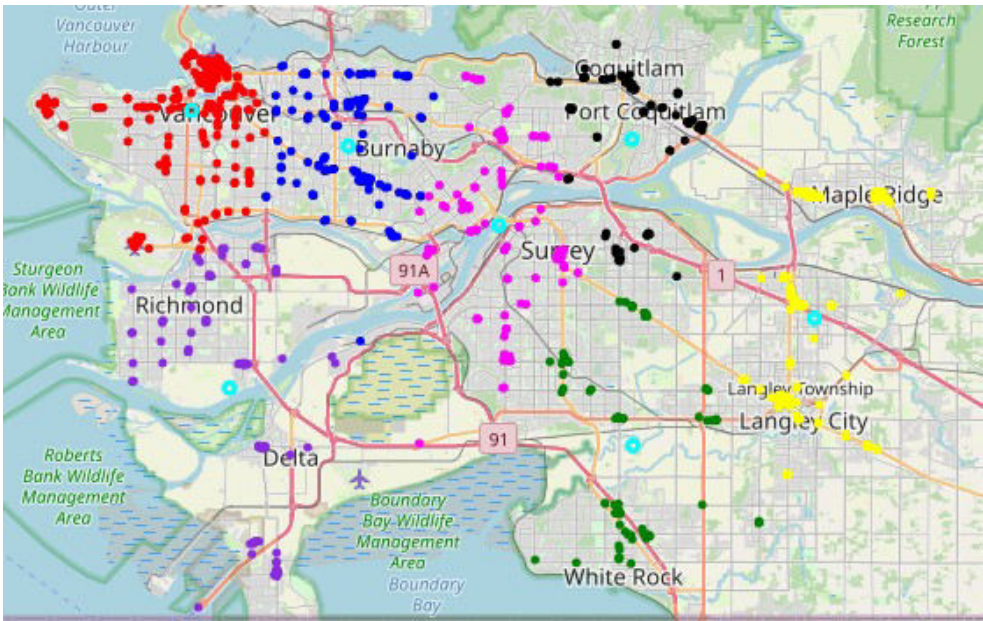 Outer
Vancouver
Harbour
Research
Forest
Coquitlam
Vancouver
Port Coquitlam
Burnaby
Maple Ridge
Surrey
Sturgeon
Bank Wildlife
Management
Area
91A
1
Richmond
Langley Township
Langley City
91
Delta
Roberts
Bank Wildlife
Management
Area
Boundary
Bay Wildlife
Management
Area
Boundary
Bay
White Rock